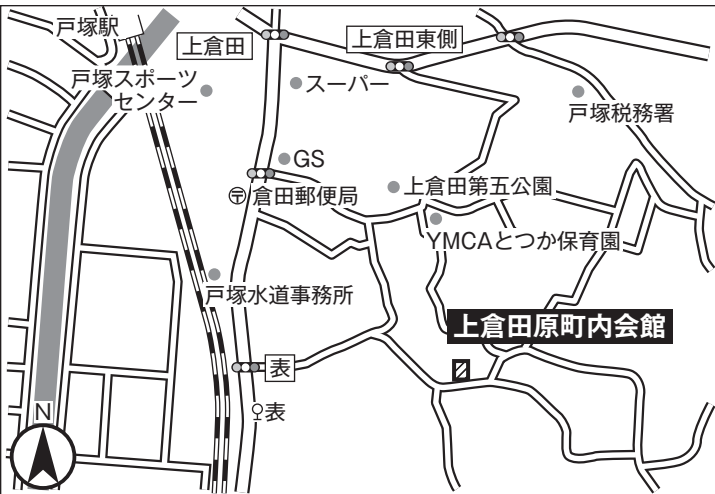 戸塚駅
上倉田
上倉田東側
戸塚スポーツ
センター
スーパー
戸塚税務署
GS
〶倉田郵便局
上倉田第五公園
YMCAとつか保育園
戸塚水道事務所
上倉田原町内会館
表
表
N